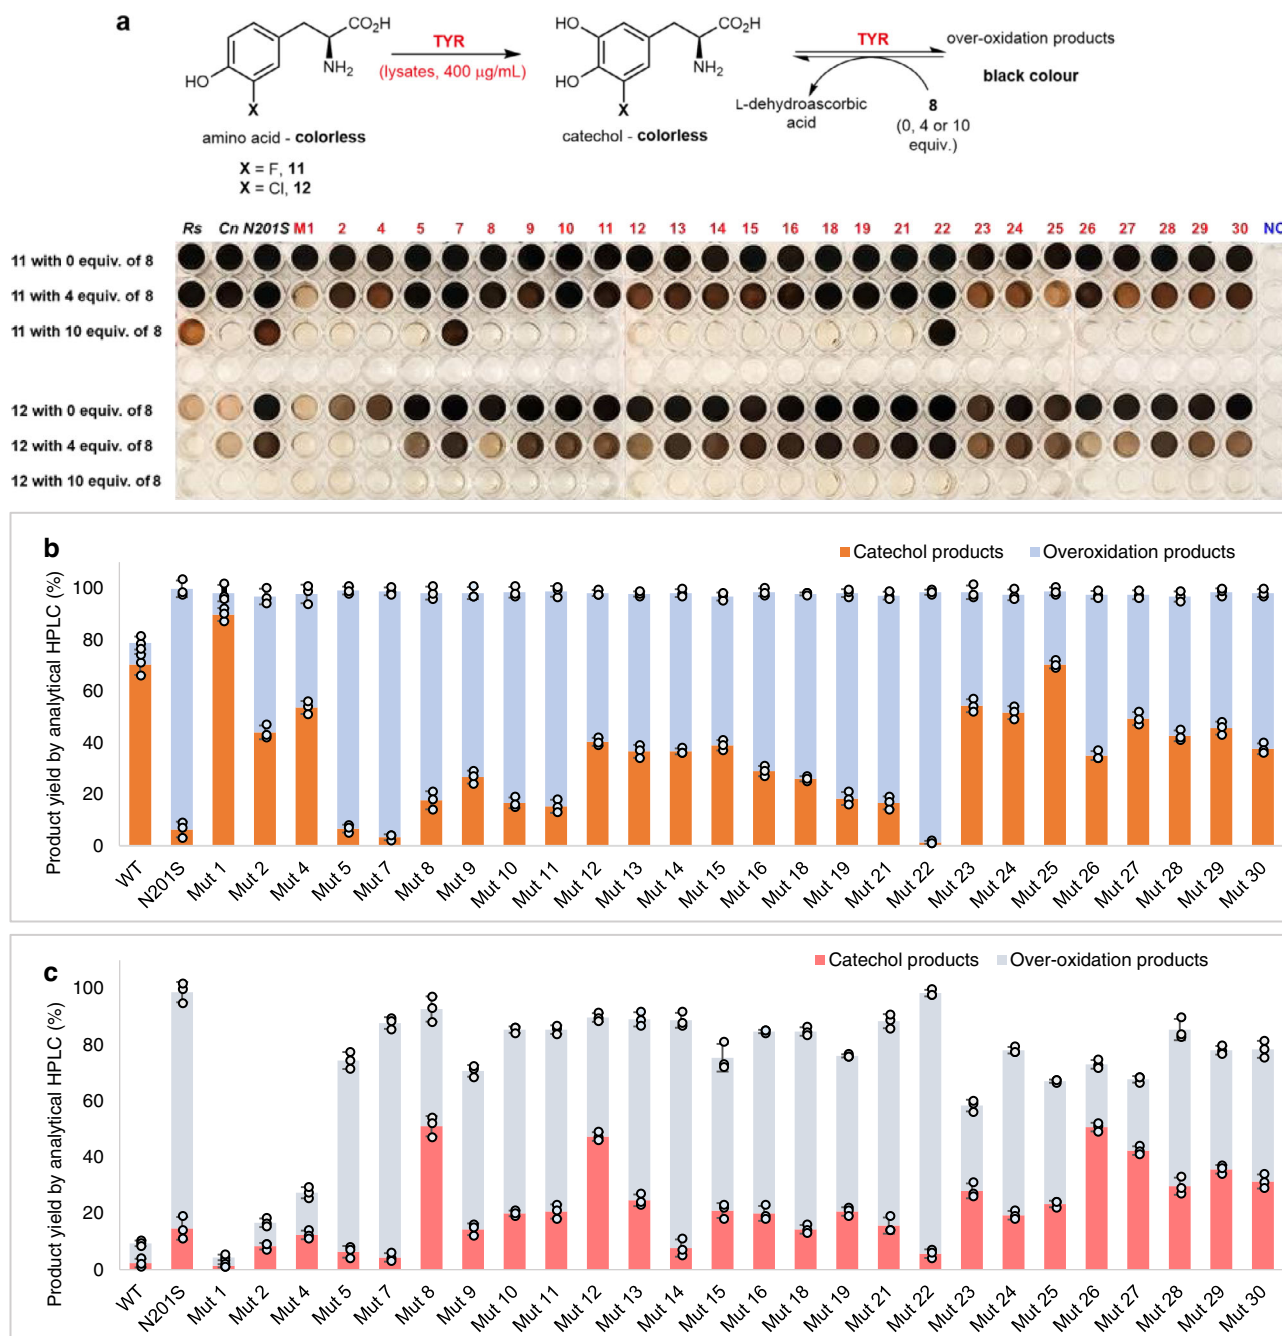 a
CO₂H
NH₂
HO
X
amino acid - colorless
X = F, 11
X = Cl, 12
TYR
(lysates, 400 μg/mL)
HO
CO₂H
NH₂
HO
X
catechol - colorless
TYR
over-oxidation products
black colour
L-dehydroascorbic
acid
8
(0, 4 or 10
equiv.)
Rs Cn N201S M1 2 4 5 7 8 9 10 11 12 13 14 15 16 18 19 21 22 23 24 25 26 27 28 29 30
11 with 0 equiv. of 8
11 with 4 equiv. of 8
11 with 10 equiv. of 8
12 with 0 equiv. of 8
12 with 4 equiv. of 8
12 with 10 equiv. of 8
b
Catechol products Overoxidation products
Product yield by analytical HPLC (%)
100
80
60
40
20
0
WT N201S Mut 1 Mut 2 Mut 4 Mut 5 Mut 7 Mut 8 Mut 9 Mut 10 Mut 11 Mut 12 Mut 13 Mut 14 Mut 15 Mut 16 Mut 18 Mut 19 Mut 21 Mut 22 Mut 23 Mut 24 Mut 25 Mut 26 Mut 27 Mut 28 Mut 29 Mut 30
c
Catechol products Over-oxidation products
Product yield by analytical HPLC (%)
100
80
60
40
20
0
WT N201S Mut 1 Mut 2 Mut 4 Mut 5 Mut 7 Mut 8 Mut 9 Mut 10 Mut 11 Mut 12 Mut 13 Mut 14 Mut 15 Mut 16 Mut 18 Mut 19 Mut 21 Mut 22 Mut 23 Mut 24 Mut 25 Mut 26 Mut 27 Mut 28 Mut 29 Mut 30